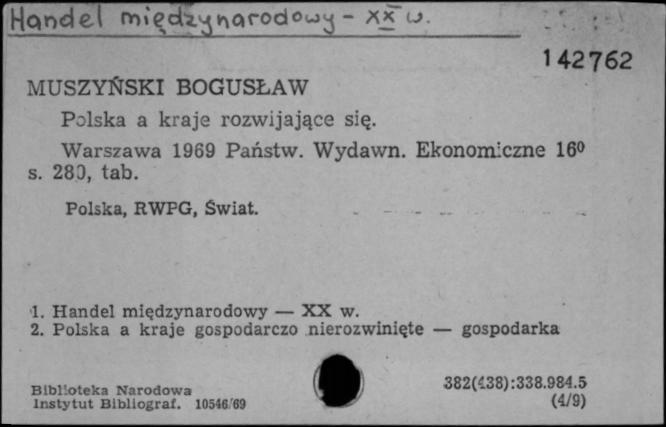 Handel międzynarodowy - XX w.
142762
MUSZYŃSKI BOGUSŁAW
Polska a kraje rozwijające się.
Warszawa 1969 Państw. Wydawn. Ekonomiczne 16⁰
s. 280, tab.
Polska, RWPG, Świat.
1. Handel międzynarodowy — XX w.
2. Polska a kraje gospodarczo nierozwinięte — gospodarka
Biblioteka Narodowa
Instytut Bibliograf. 10546/69
382(438):338.984.5
(4/9)